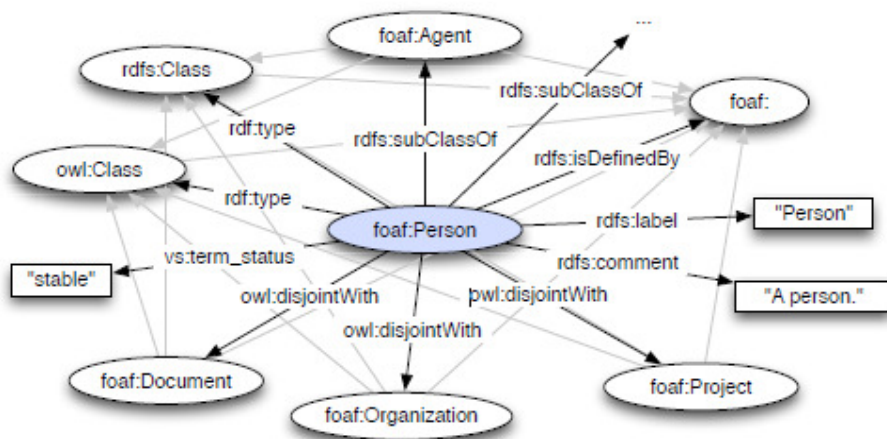 foaf:Agent
...
rdfs:Class
rdfs:subClassOf
foaf:
rdf:type
rdfs:subClassOf
rdfs:isDefinedBy
owl:Class
rdf:type
foaf:Person
rdfs:label
"Person"
vs:term_status
rdfs:comment
"stable"
owl:disjointWith
owl:disjointWith
"A person."
owl:disjointWith
foaf:Document
foaf:Organization
foaf:Project